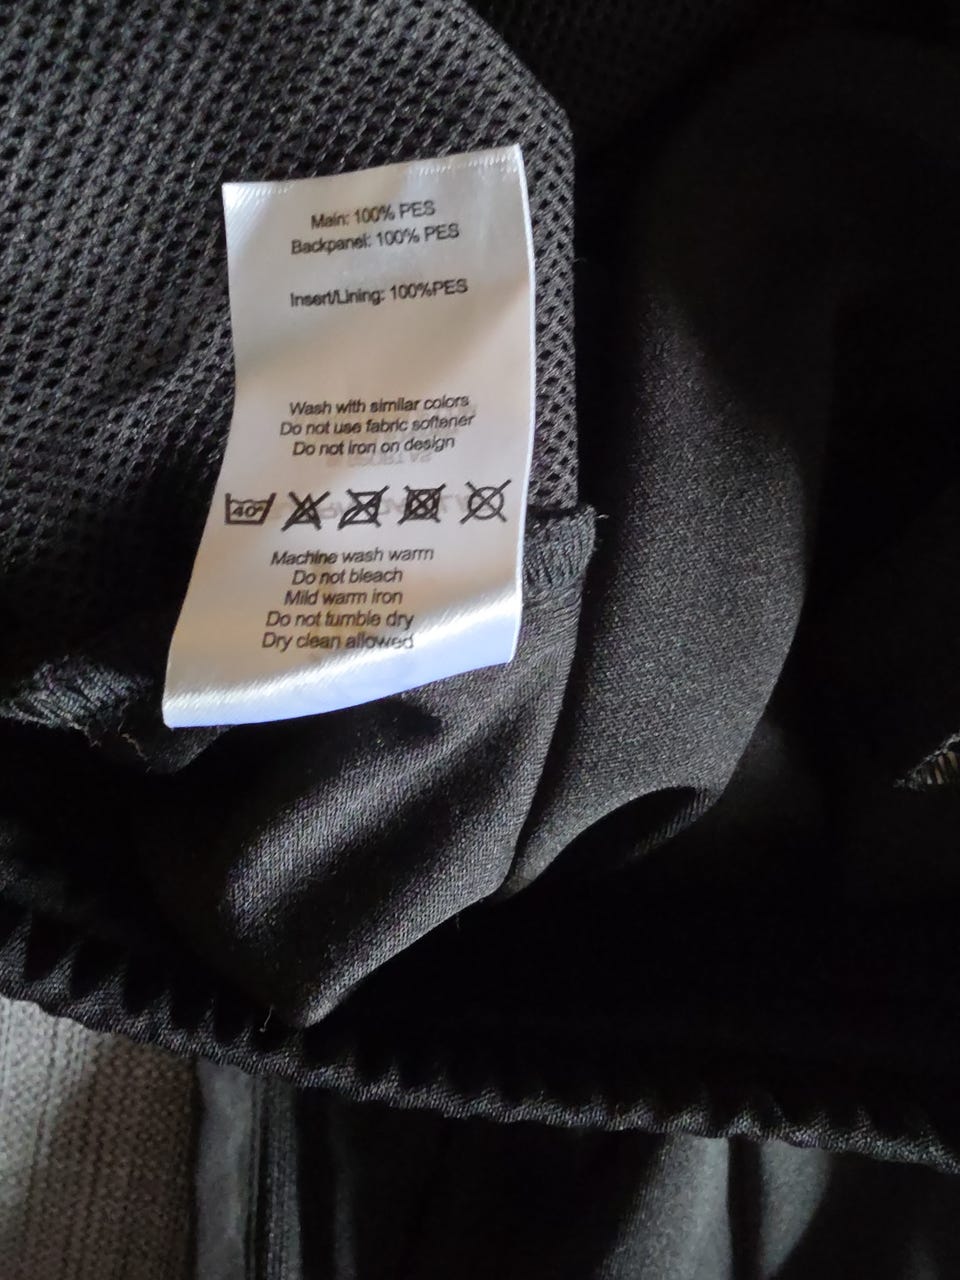 Main: 100% PES
Backpanel: 100% PES
Insert/Lining: 100%PES
Wash with similar colors
Do not use fabric softener
Do not iron on design
40°
Machine wash warm
Do not bleach
Mild warm iron
Do not tumble dry
Dry clean allowed